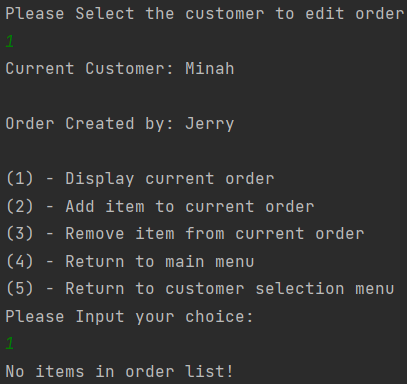 Please Select the customer to edit order
1
Current Customer: Minah
Order Created by: Jerry
(1) - Display current order
(2) - Add item to current order
(3) - Remove item from current order
(4) - Return to main menu
(5) - Return to customer selection menu
Please Input your choice:
1
No items in order list!